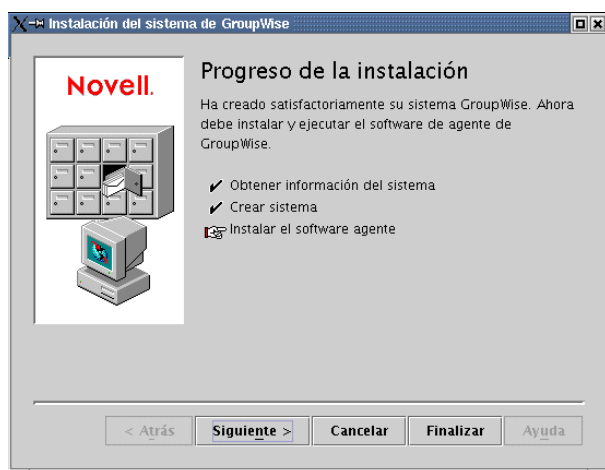 Instalación del sistema de GroupWise
Novell.
Progreso de la instalación
Ha creado satisfactoriamente su sistema GroupWise. Ahora
debe instalar y ejecutar el software de agente de
GroupWise.
Obtener información del sistema
Crear sistema
Instalar el software agente
< Atrás
Siguiente >
Cancelar
Finalizar
Ayuda